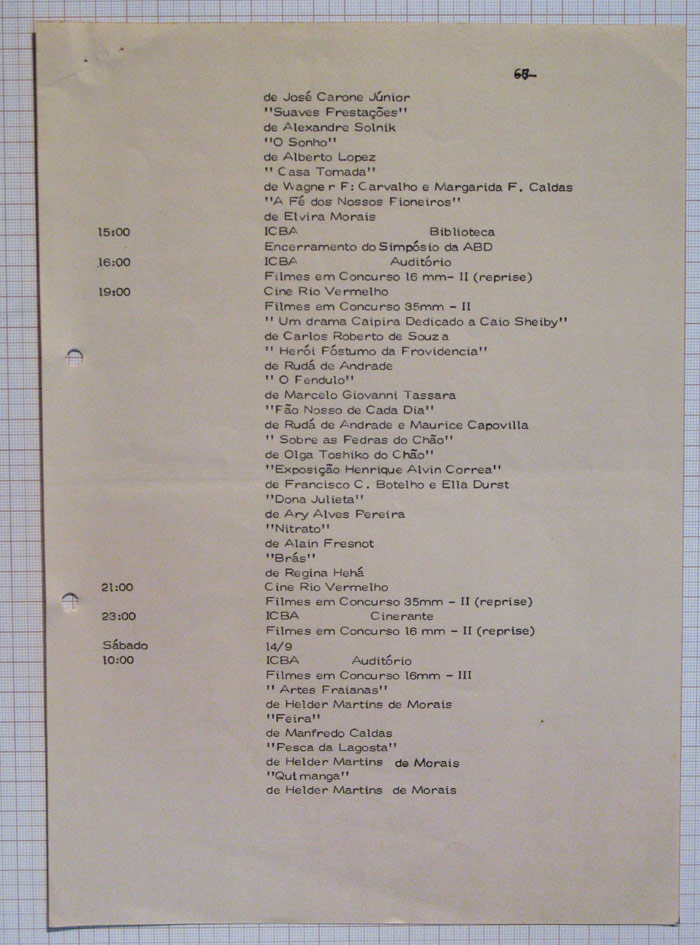 67
de José Carone Júnior
"Suaves Frestações"
de Alexandre Solnik
"O Sonho"
de Alberto Lopez
" Casa Tomada"
de Wagner F: Carvalho e Margarida F. Caldas
"A Fé dos Nossos Fioneiros"
de Elvira Morais
15:00 ICBA Biblioteca
Encerramento do Simpósio da ABD
16:00 ICBA Auditório
Filmes em Concurso 16 mm- II (reprise)
19:00 Cine Rio Vermelho
Filmes em Concurso 35mm - II
" Um drama Caipira Dedicado a Caio Sheiby"
de Carlos Roberto de Souza
" Herói Fóstumo da Frovidencia"
de Rudá de Andrade
" O Fendulo"
de Marcelo Giovanni Tassara
"Fão Nosso de Cada Dia"
de Rudá de Andrade e Maurice Capovilla
" Sobre as Fedras do Chão"
de Olga Toshiko do Chão"
"Exposição Henrique Alvin Correa"
de Francisco C. Botelho e Ella Durst
"Dona Julieta"
de Ary Alves Pereira
"Nitrato"
de Alain Fresnot
"Brás"
de Regina Hehá
21:00 Cine Rio Vermelho
Filmes em Concurso 35mm - II (reprise)
23:00 ICBA Cinerante
Filmes em Concurso 16 mm - II (reprise)
Sábado 14/9
10:00 ICBA Auditório
Filmes em Concurso 16mm - III
" Artes Fraianas"
de Helder Martins de Morais
"Feira"
de Manfredo Caldas
"Pesca da Lagosta"
de Helder Martins de Morais
"Quimanga"
de Helder Martins de Morais